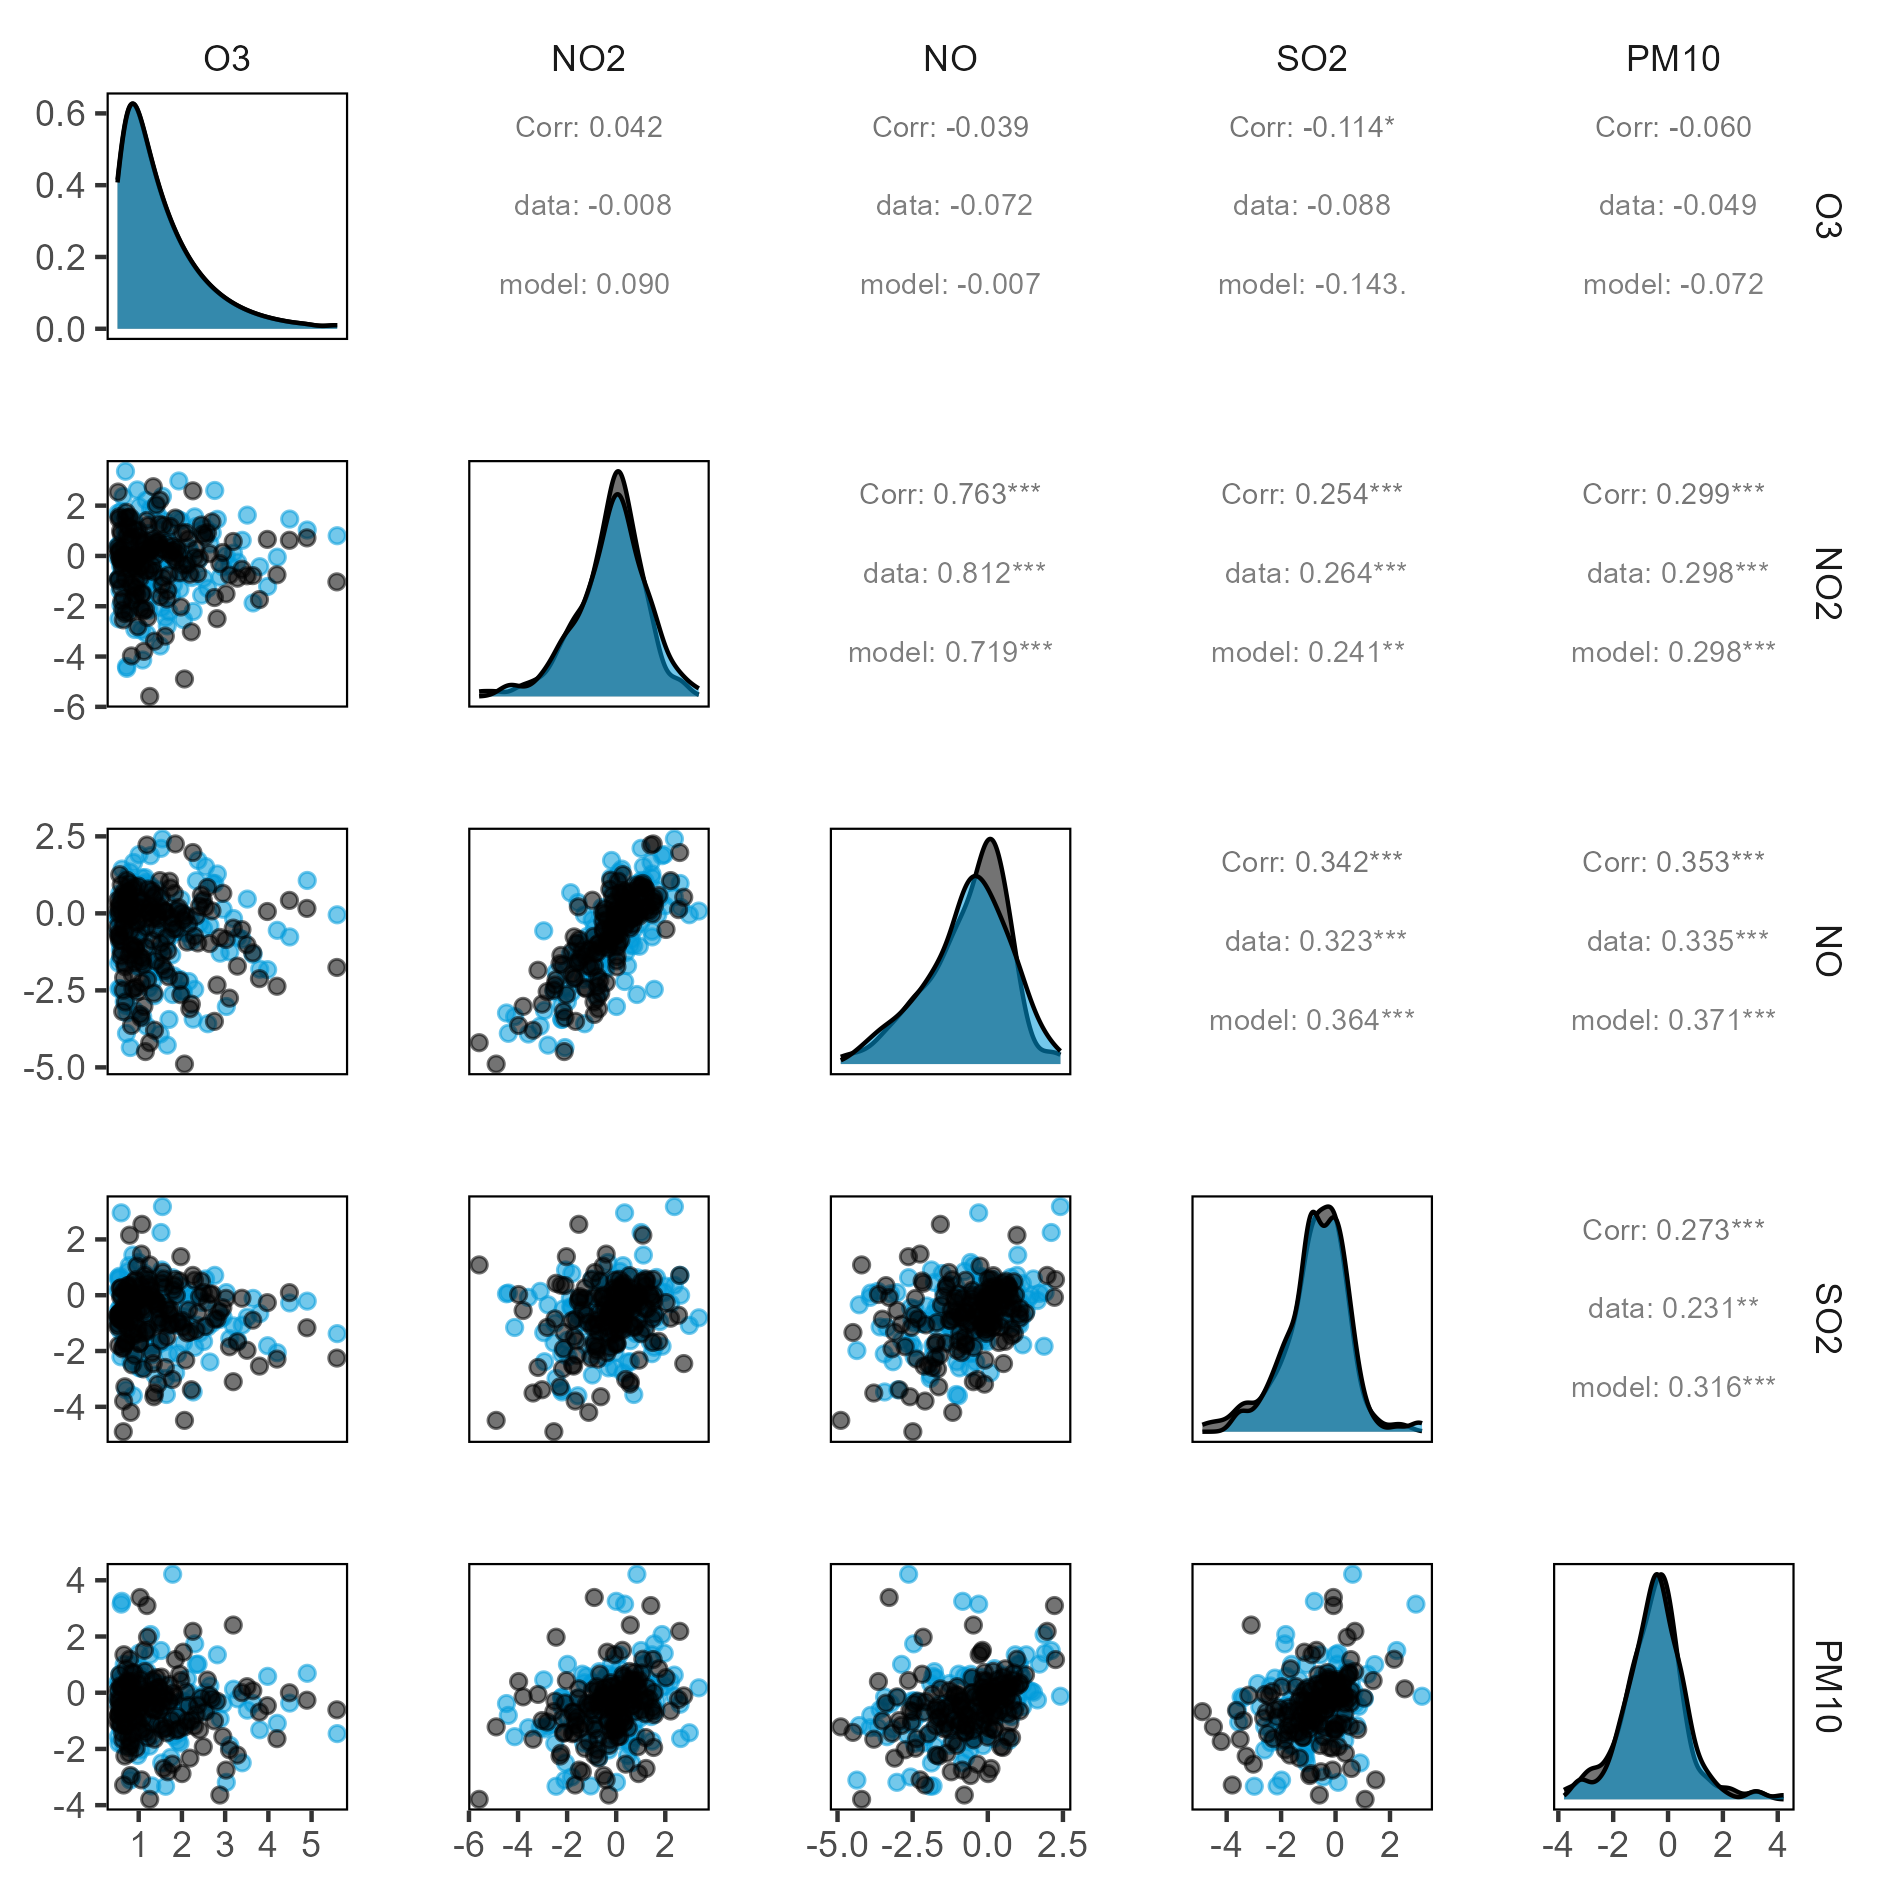 O3 NO2 NO SO2 PM10
0.6
0.4
0.2
0.0
Corr: 0.042
data: -0.008
model: 0.090
Corr: -0.039
data: -0.072
model: -0.007
Corr: -0.114*
data: -0.088
model: -0.143.
Corr: -0.060
data: -0.049
model: -0.072
O3
2
0
-2
-4
-6
Corr: 0.763***
data: 0.812***
model: 0.719***
Corr: 0.254***
data: 0.264***
model: 0.241**
Corr: 0.299***
data: 0.298***
model: 0.298***
NO2
2.5
0.0
-2.5
-5.0
Corr: 0.342***
data: 0.323***
model: 0.364***
Corr: 0.353***
data: 0.335***
model: 0.371***
NO
2
0
-2
-4
Corr: 0.273***
data: 0.231**
model: 0.316***
SO2
4
2
0
-2
-4
PM10
1 2 3 4 5
-6 -4 -2 0 2
-5.0 -2.5 0.0 2.5
-4 -2 0 2
-4 -2 0 2 4